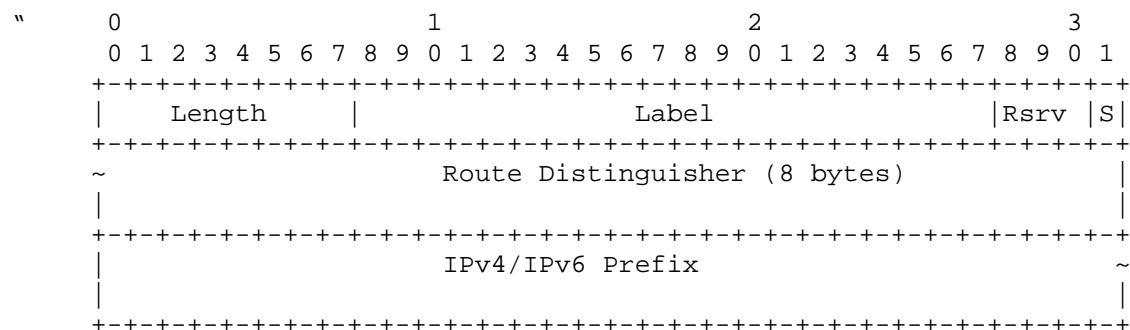 “      0                   1                   2                   3
       0 1 2 3 4 5 6 7 8 9 0 1 2 3 4 5 6 7 8 9 0 1 2 3 4 5 6 7 8 9 0 1
      +-+-+-+-+-+-+-+-+-+-+-+-+-+-+-+-+-+-+-+-+-+-+-+-+-+-+-+-+-+-+-+-+
      |    Length     |                 Label                 |Rsrv |S|
      +-+-+-+-+-+-+-+-+-+-+-+-+-+-+-+-+-+-+-+-+-+-+-+-+-+-+-+-+-+-+-+-+
      ~                     Route Distinguisher (8 bytes)             |
      |                                                               |
      +-+-+-+-+-+-+-+-+-+-+-+-+-+-+-+-+-+-+-+-+-+-+-+-+-+-+-+-+-+-+-+-+
      |                     IPv4/IPv6 Prefix                          ~
      |                                                               |
      +-+-+-+-+-+-+-+-+-+-+-+-+-+-+-+-+-+-+-+-+-+-+-+-+-+-+-+-+-+-+-+-+